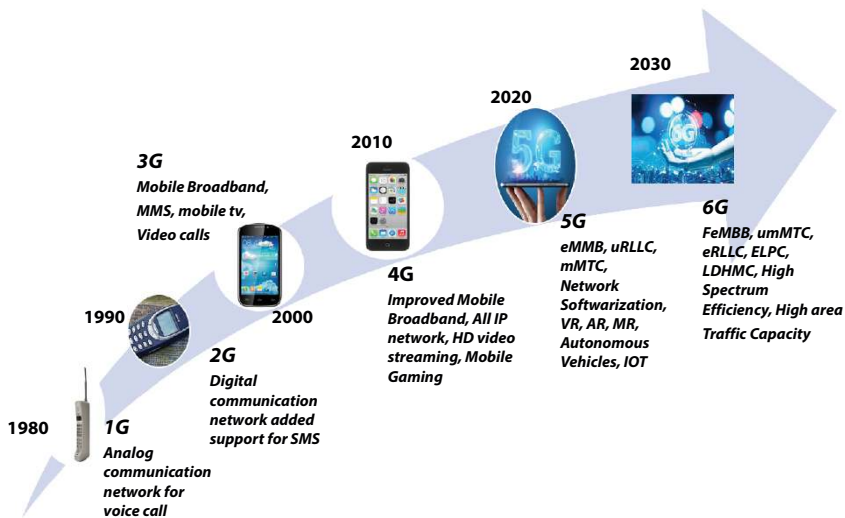 1980
1G
Analog
communication
network for
voice call
1990
2G
Digital
communication
network added
support for SMS
3G
Mobile Broadband,
MMS, mobile tv,
Video calls
2000
2010
4G
Improved Mobile
Broadband, All IP
network, HD video
streaming, Mobile
Gaming
2020
5G
5G
eMMB, uRLLC,
mMTC,
Network
Softwarization,
VR, AR, MR,
Autonomous
Vehicles, IOT
2030
6G
6G
FeMBB, umMTC,
eRLLC, ELPC,
LDHMC, High
Spectrum
Efficiency, High area
Traffic Capacity